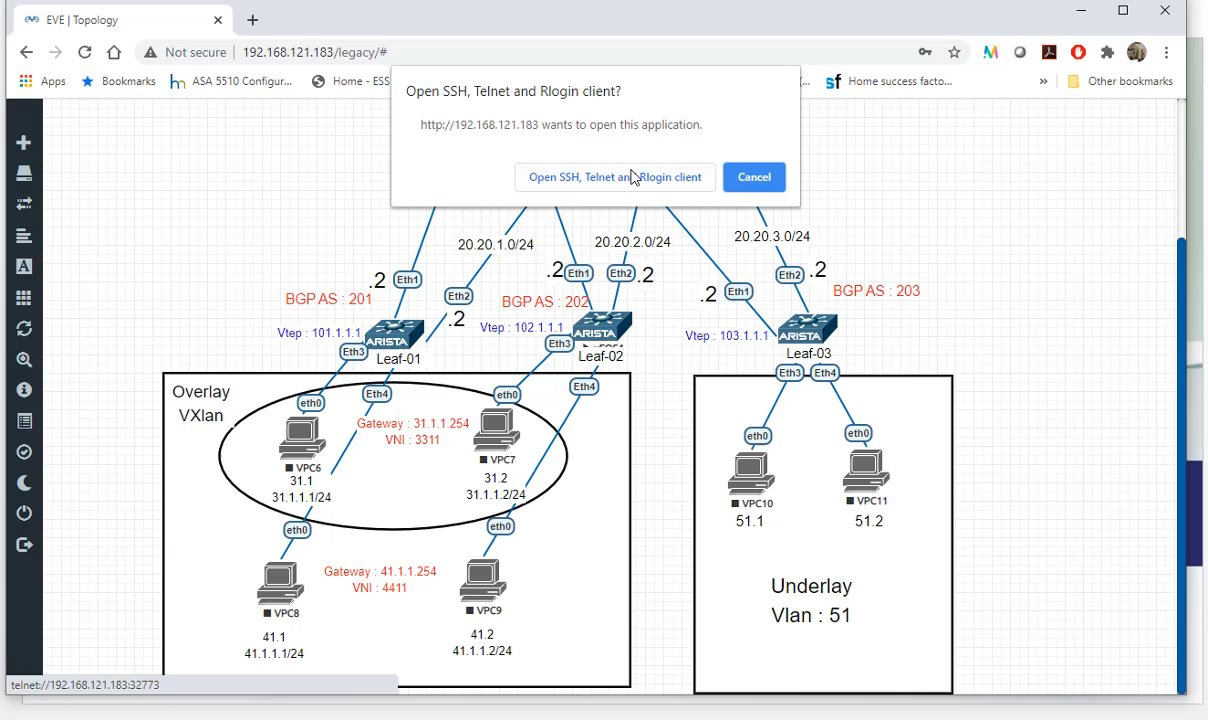 EVE | Topology
Not secure
192.168.121.183/legacy/#
Apps
Bookmarks
ASA 5510 Configur...
Home - ESS
(...
Home success facto...
»
Other bookmarks
Open SSH, Telnet and Rlogin client?
http://192.168.121.183 wants to open this application.
Open SSH, Telnet and Rlogin client
Cancel
20.20.1.0/24
20.20.2.0/24
20.20.3.0/24
.2
Eth1
.2
Eth1
Eth2
.2
Eth2
.2
BGP AS : 201
Eth2
BGP AS : 202
.2
Eth1
BGP AS : 203
.2
Vtep : 101.1.1.1
ARISTA
Vtep : 102.1.1.1
ARISTA
Vtep : 103.1.1.1
ARISTA
Eth3
Leaf-01
Eth3
Leaf-02
Leaf-03
Overlay
VXlan
Eth4
Eth4
Eth3
Eth4
eth0
eth0
Gateway : 31.1.1.254
VNI : 3311
eth0
eth0
VPC6
31.1
31.1.1.1/24
VPC7
31.2
31.1.1.2/24
VPC10
51.1
VPC11
51.2
eth0
eth0
Gateway : 41.1.1.254
VNI : 4411
VPC8
41.1
41.1.1.1/24
VPC9
41.2
41.1.1.2/24
Underlay
Vlan : 51
telnet://192.168.121.183:32773